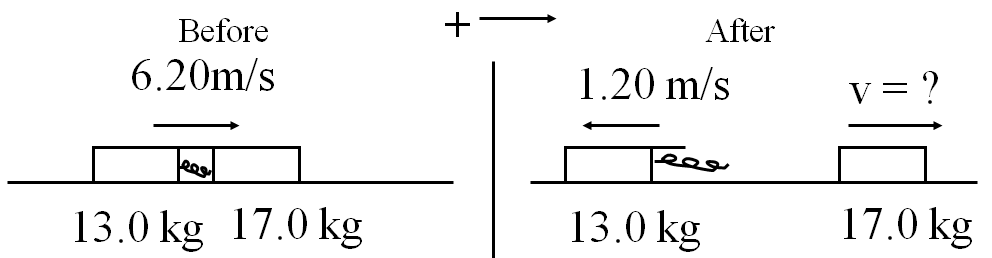 +
Before
After
6.20m/s
1.20 m/s
v = ?
13.0 kg 17.0 kg
13.0 kg
17.0 kg